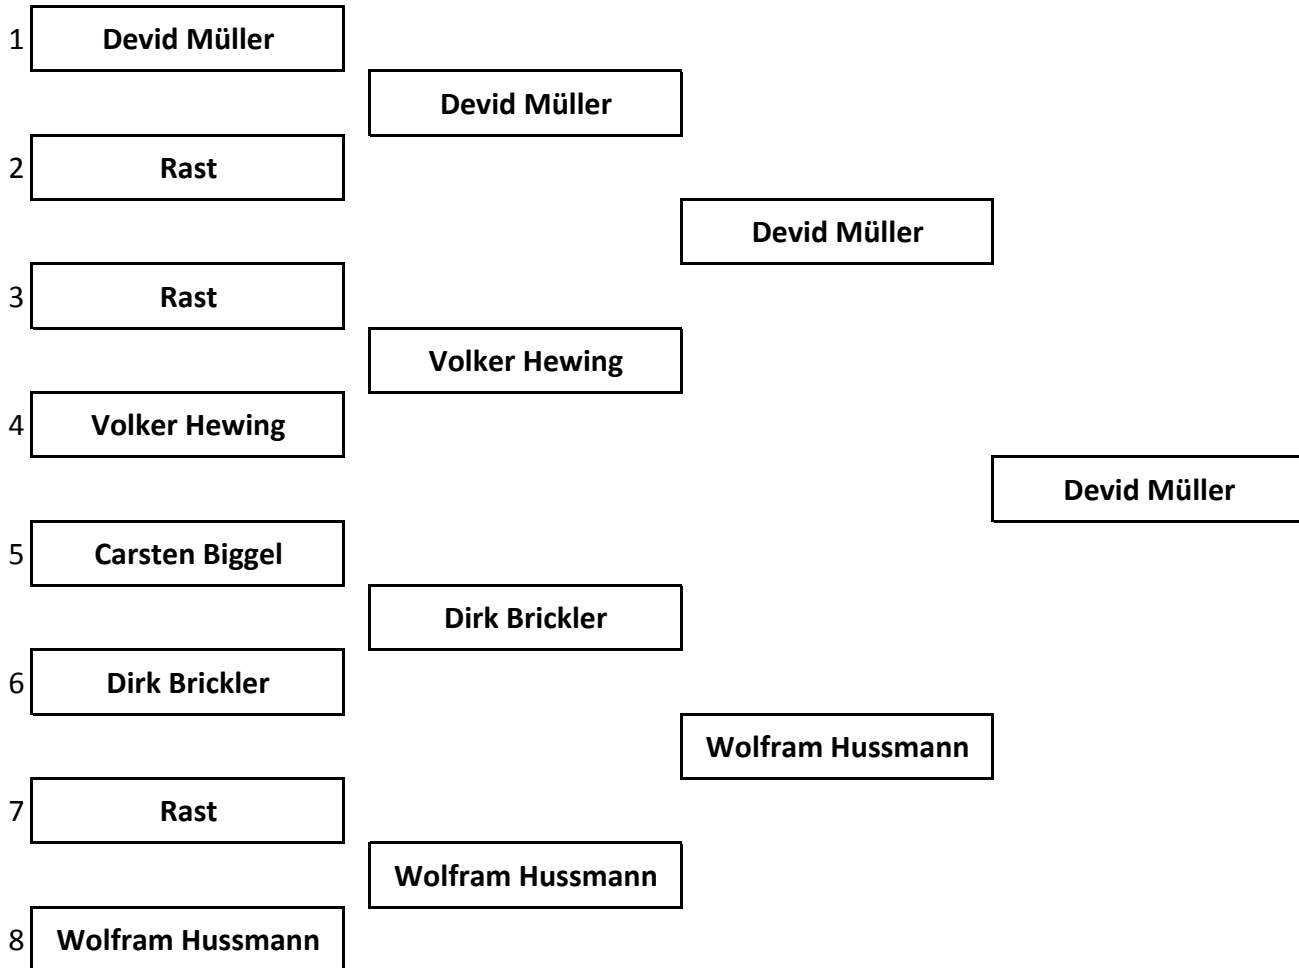 1 Devid Müller
Devid Müller
2 Rast
Devid Müller
3 Rast
Volker Hewing
4 Volker Hewing
Devid Müller
5 Carsten Biggel
Dirk Brickler
6 Dirk Brickler
Wolfram Hussmann
7 Rast
Wolfram Hussmann
8 Wolfram Hussmann